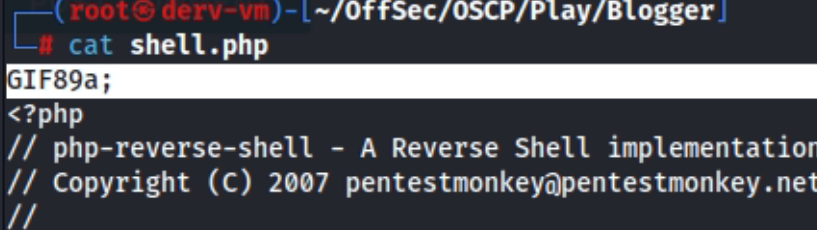 (root㉿derv-vm)-[~/OffSec/OSCP/Play/Blogger]
# cat shell.php
GIF89a;
<?php
// php-reverse-shell - A Reverse Shell implementation
// Copyright (C) 2007 pentestmonkey@pentestmonkey.net
//